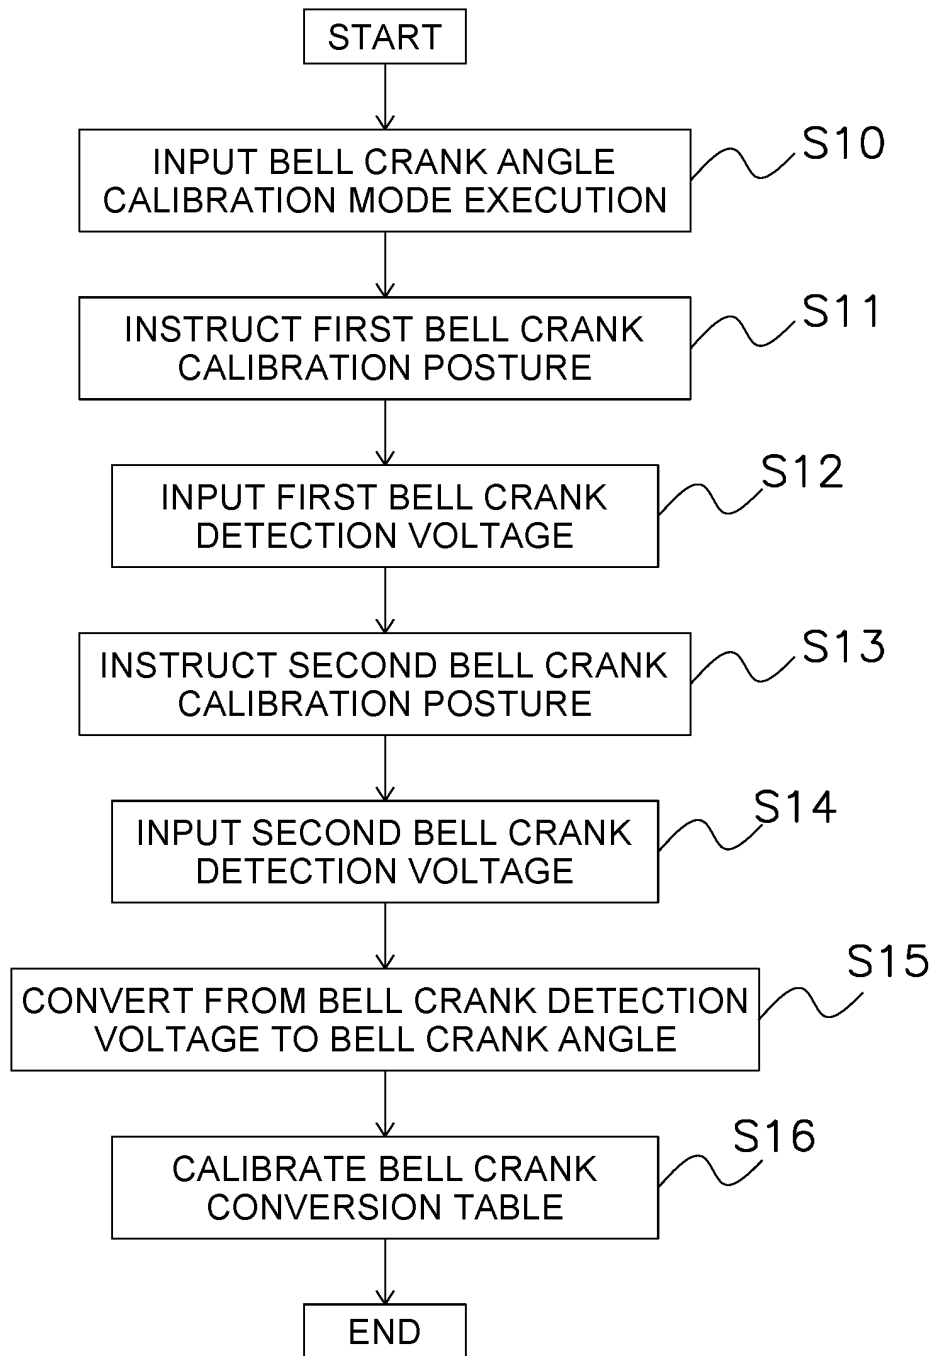 START
INPUT BELL CRANK ANGLE
CALIBRATION MODE EXECUTION
S10
INSTRUCT FIRST BELL CRANK
CALIBRATION POSTURE
S11
INPUT FIRST BELL CRANK
DETECTION VOLTAGE
S12
INSTRUCT SECOND BELL CRANK
CALIBRATION POSTURE
S13
INPUT SECOND BELL CRANK
DETECTION VOLTAGE
S14
CONVERT FROM BELL CRANK DETECTION
VOLTAGE TO BELL CRANK ANGLE
S15
CALIBRATE BELL CRANK
CONVERSION TABLE
S16
END